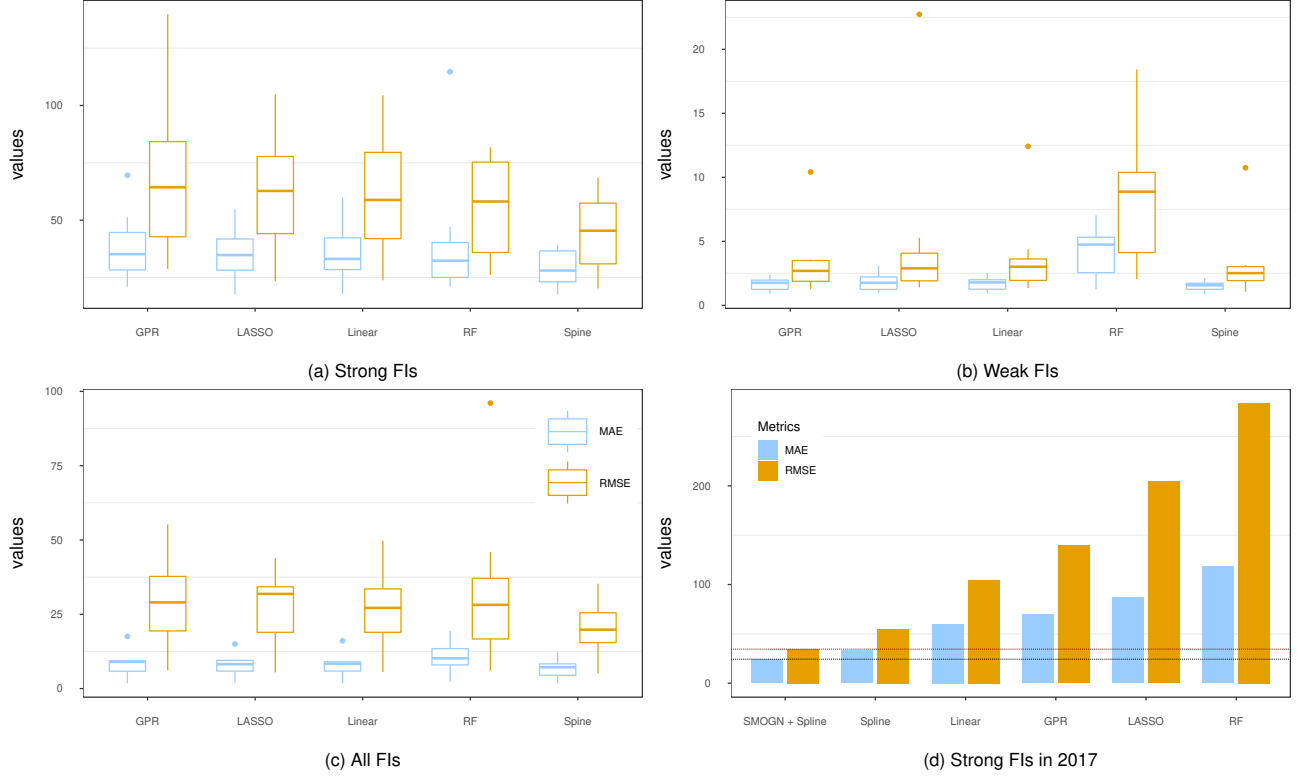 values
100
50
GPR
LASSO
Linear
RF
Spine
(a) Strong FIs
values
20
15
10
5
0
GPR
LASSO
Linear
RF
Spine
(b) Weak FIs
values
100
75
50
25
0
MAE
RMSE
GPR
LASSO
Linear
RF
Spine
(c) All FIs
values
200
100
0
Metrics
MAE
RMSE
SMOGN + Spline
Spline
Linear
GPR
LASSO
RF
(d) Strong FIs in 2017